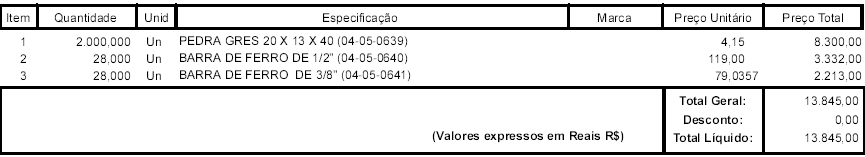 Item Quantidade Unid Especificação Marca Preço Unitário Preço Total
1 2.000,000 Un PEDRA GRES 20 X 13 X 40 (04-05-0639) 4,15 8.300,00
2 28,000 Un BARRA DE FERRO DE 1/2" (04-05-0640) 119,00 3.332,00
3 28,000 Un BARRA DE FERRO DE 3/8" (04-05-0641) 79,0357 2.213,00
Total Geral: 13.845,00
Desconto: 0,00
(Valores expressos em Reais R$) Total Líquido: 13.845,00